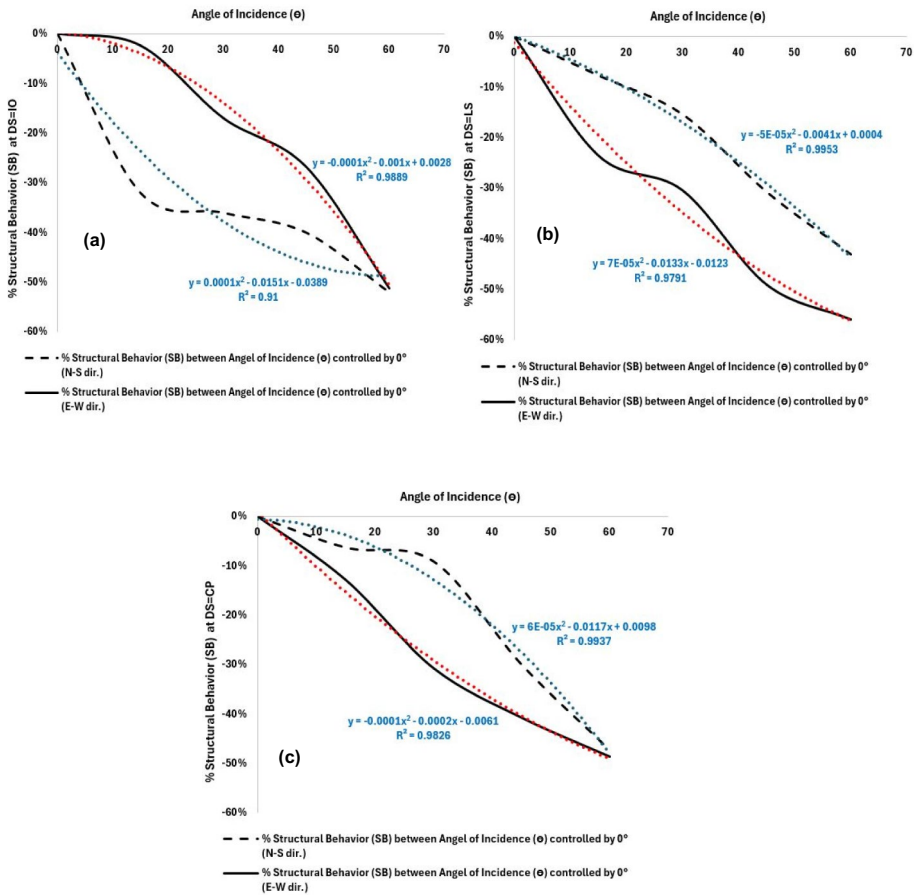 Angle of Incidence (ɵ)
0%
0 10 20 30 40 50 60 70
-10%
-20%
-30%
-40%
-50%
-60%
% Structural Behavior (SB) at DS=IO
y = -0.0001x² - 0.001x + 0.0028
R² = 0.9889
(a)
y = 0.0001x² - 0.0151x - 0.0389
R² = 0.91
% Structural Behavior (SB) between Angel of Incidence (ɵ) controlled by 0°
(N-S dir.)
% Structural Behavior (SB) between Angel of Incidence (ɵ) controlled by 0°
(E-W dir.)
Angle of Incidence (ɵ)
0%
0 10 20 30 40 50 60 70
-10%
-20%
-30%
-40%
-50%
-60%
% Structural Behavior (SB) at DS=LS
y = -5E-05x² - 0.0041x + 0.0004
R² = 0.9953
(b)
y = 7E-05x² - 0.0133x - 0.0123
R² = 0.9791
% Structural Behavior (SB) between Angel of Incidence (ɵ) controlled by 0°
(N-S dir.)
% Structural Behavior (SB) between Angel of Incidence (ɵ) controlled by 0°
(E-W dir.)
Angle of Incidence (ɵ)
0%
0 10 20 30 40 50 60 70
-10%
-20%
-30%
-40%
-50%
-60%
% Structural Behavior (SB) at DS=CP
y = 6E-05x² - 0.0117x + 0.0098
R² = 0.9937
y = -0.0001x² - 0.0002x - 0.0061
R² = 0.9826
(c)
% Structural Behavior (SB) between Angel of Incidence (ɵ) controlled by 0°
(N-S dir.)
% Structural Behavior (SB) between Angel of Incidence (ɵ) controlled by 0°
(E-W dir.)